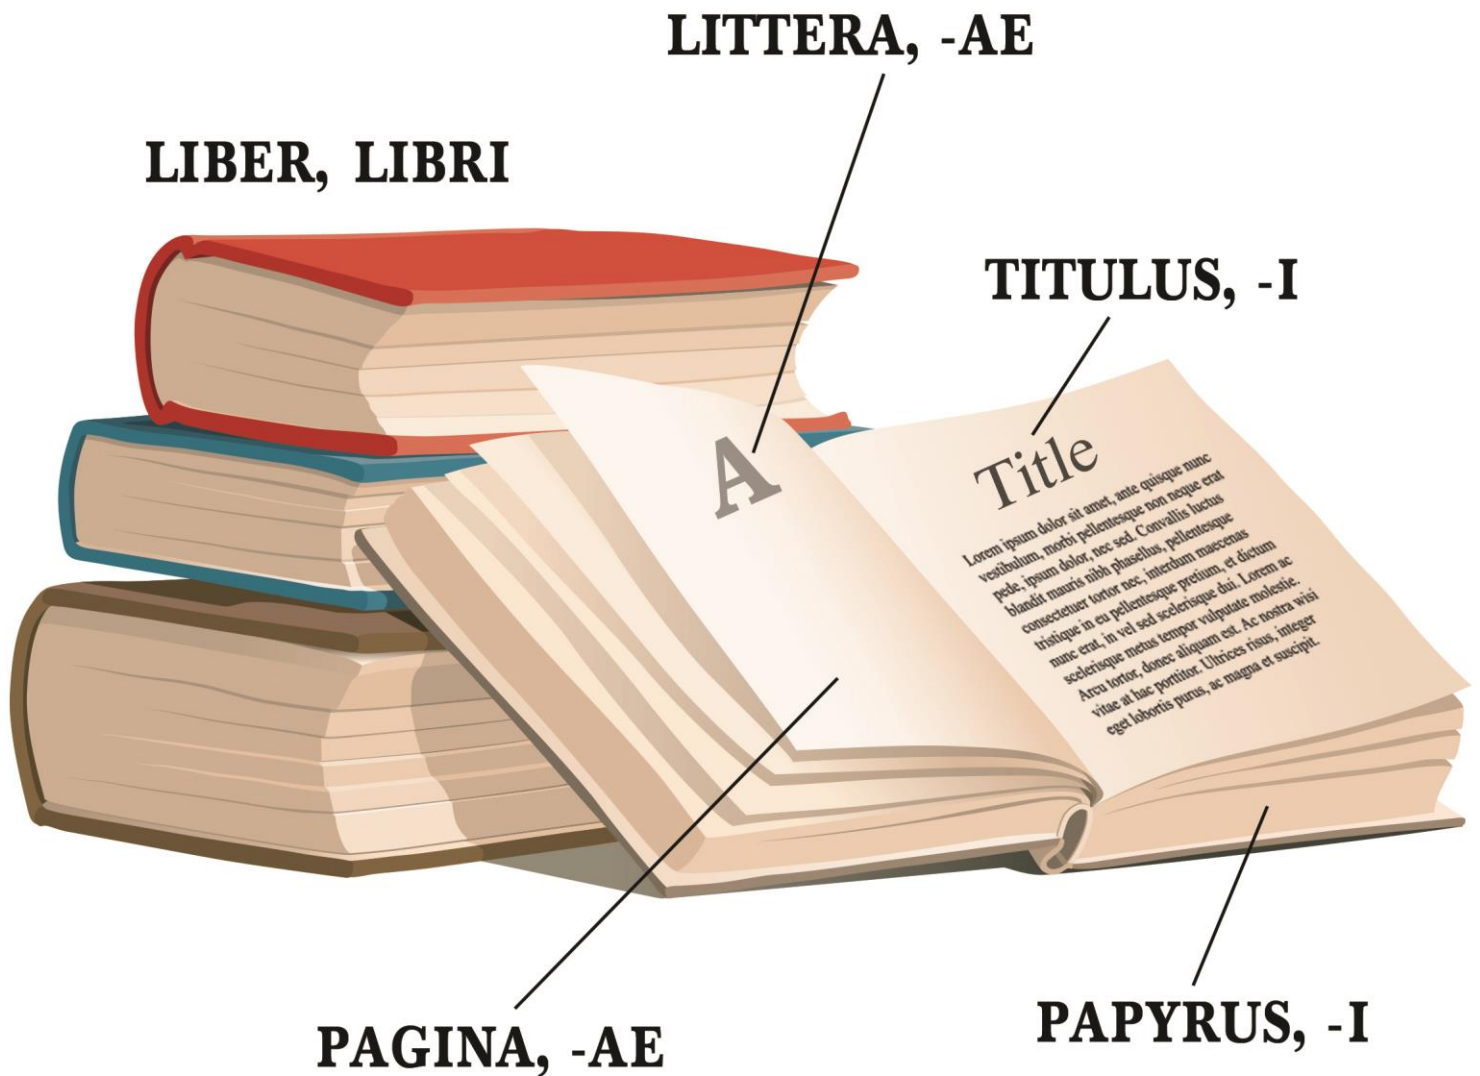 LITTERA, -AE
LIBER, LIBRI
TITULUS, -I
A
Title
Lorem ipsum dolor sit amet, ante quisque nunc
vestibulum, morbi pellentesque non neque erat
pede, ipsum dolor, nec sed. Convallis luctus
blandit mauris nibh phasellus, pellentesque
consectetuer tortor nec, interdum maecenas
tristique in eu pellentesque pretium, et dictum
nunc erat, in vel sed scelerisque dui. Lorem ac
scelerisque metus tempor vulputate molestie.
Arcu tortor, donec aliquam est. Ac nostra wisi
vitae at hac porttitor. Ultrices risus, integer
eget lobortis purus, ac magna et suscipit.
PAGINA, -AE
PAPYRUS, -I